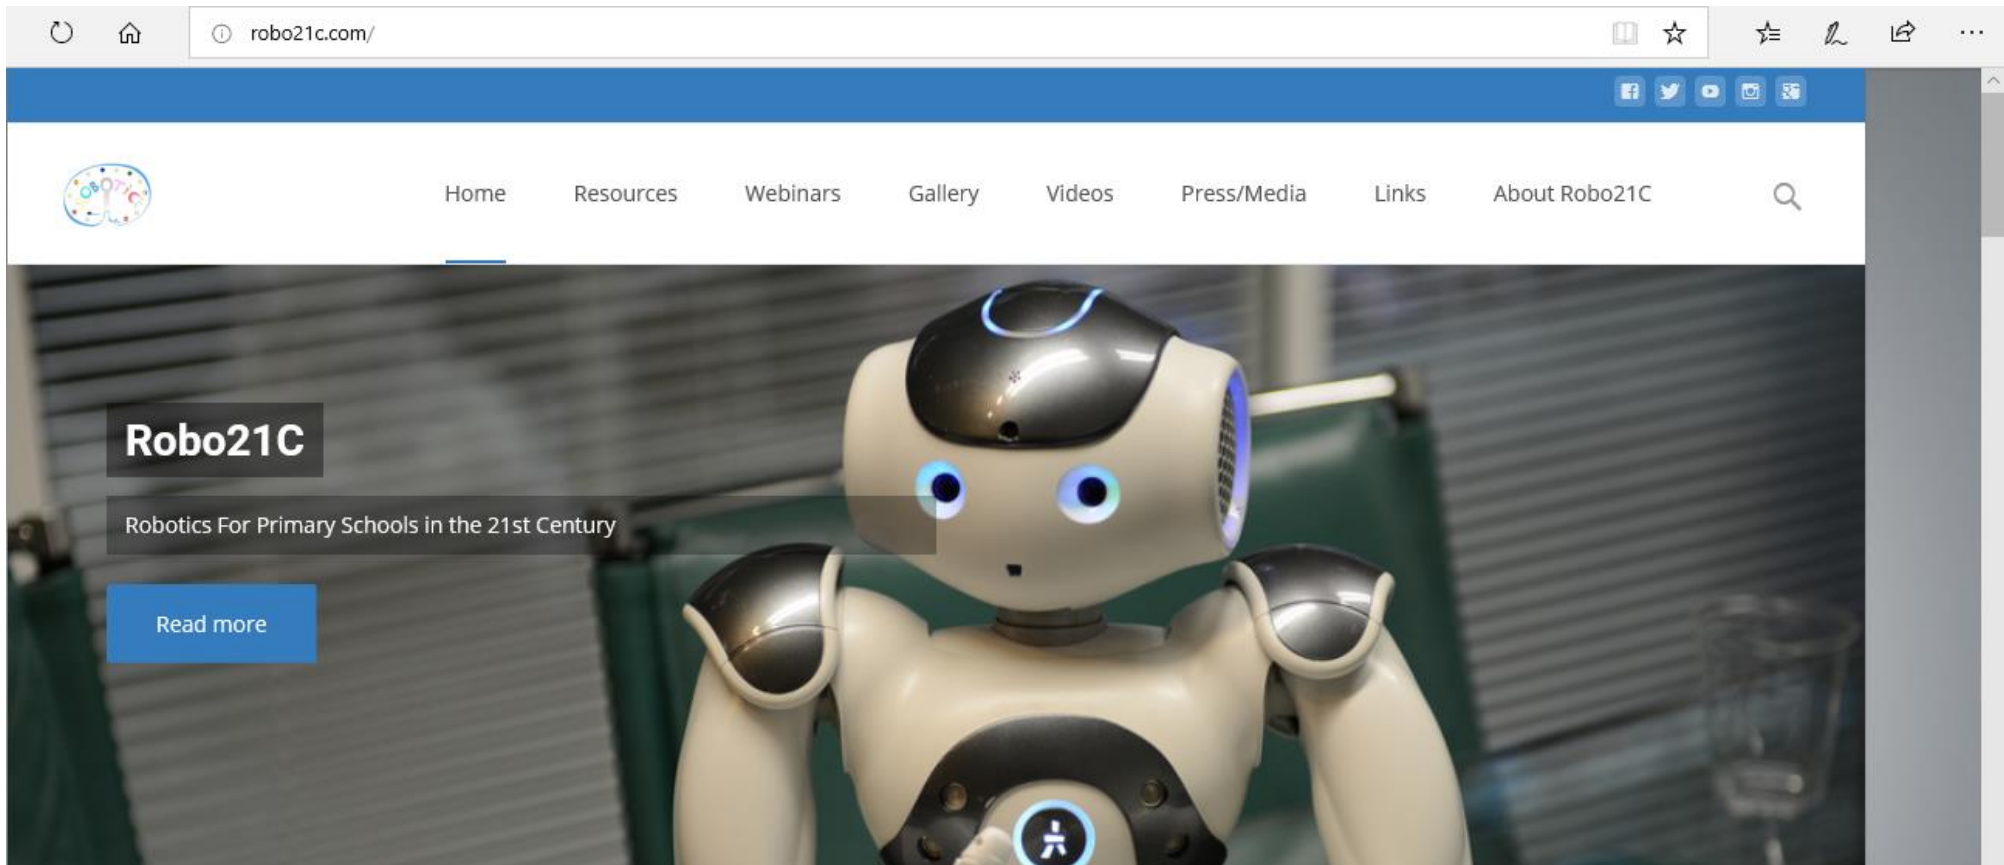 robo21c.com/
Home Resources Webinars Gallery Videos Press/Media Links About Robo21C
Robo21C
Robotics For Primary Schools in the 21st Century
Read more